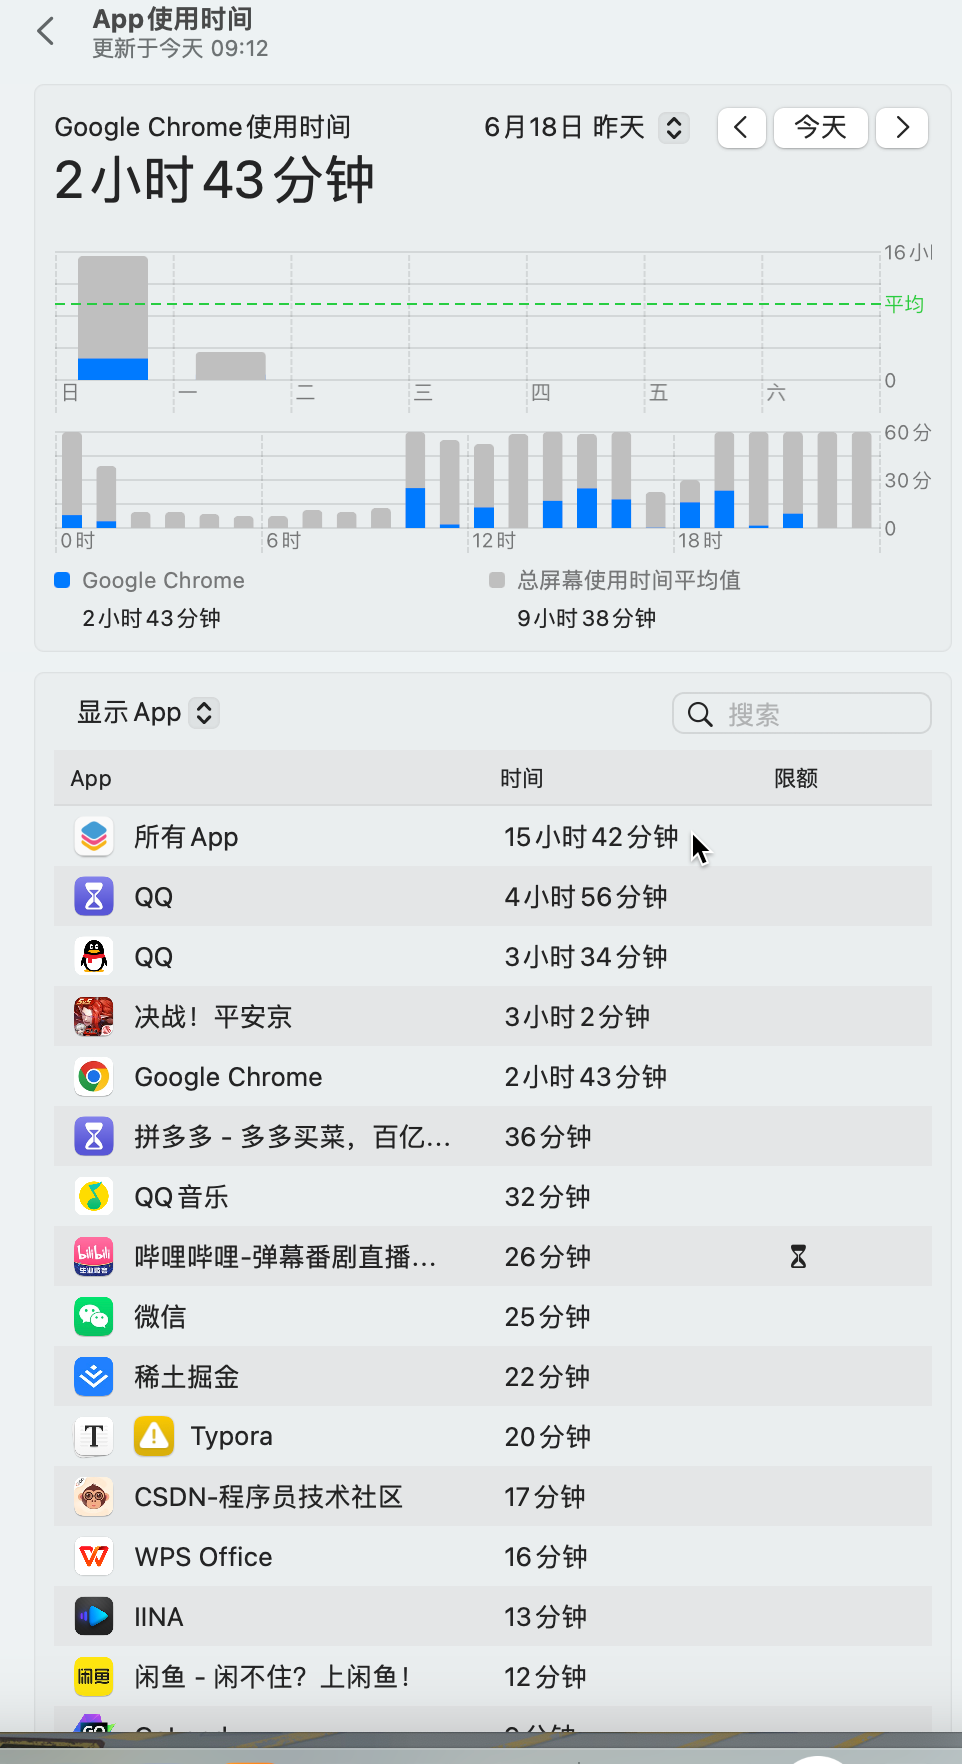 App使用时间
更新于今天 09:12
Google Chrome使用时间
6月18日 昨天
今天
2小时43分钟
16小
平均
0
日 一 二 三 四 五 六
60分
30分
0
0时 6时 12时 18时
Google Chrome
2小时43分钟
总屏幕使用时间平均值
9小时38分钟
显示App
搜索
App 时间 限额
所有App 15小时42分钟
QQ 4小时56分钟
QQ 3小时34分钟
决战！平安京 3小时2分钟
Google Chrome 2小时43分钟
拼多多 - 多多买菜，百亿… 36分钟
QQ音乐 32分钟
哔哩哔哩-弹幕番剧直播… 26分钟
微信 25分钟
稀土掘金 22分钟
Typora 20分钟
CSDN-程序员技术社区 17分钟
WPS Office 16分钟
IINA 13分钟
闲鱼 闲鱼 - 闲不住？上闲鱼！ 12分钟